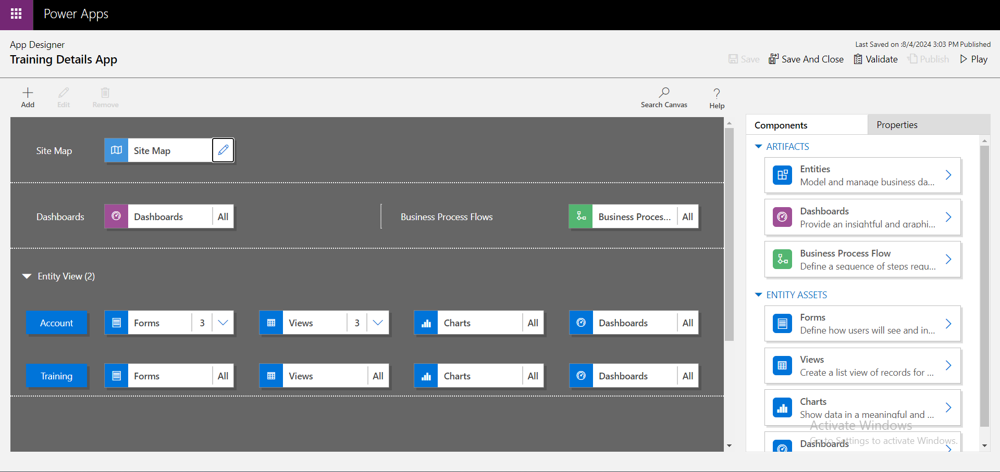 Power Apps
App Designer
Training Details App
Last Saved on :8/4/2024 3:03 PM Published
Save
Save And Close
Validate
Publish
Play
Add
Edit
Remove
Search Canvas
Help
Site Map
Site Map
Dashboards
Dashboards
All
Business Process Flows
Business Proces...
All
Entity View (2)
Account
Forms
3
Views
3
Charts
All
Dashboards
All
Training
Forms
All
Views
All
Charts
All
Dashboards
All
Components
Properties
ARTIFACTS
Entities
Model and manage business da...
Dashboards
Provide an insightful and graphi...
Business Process Flow
Define a sequence of steps requ...
ENTITY ASSETS
Forms
Define how users will see and in...
Views
Create a list view of records for ...
Charts
Show data in a meaningful and ...
Dashboards
Activate Windows
Go to Settings to activate Windows.